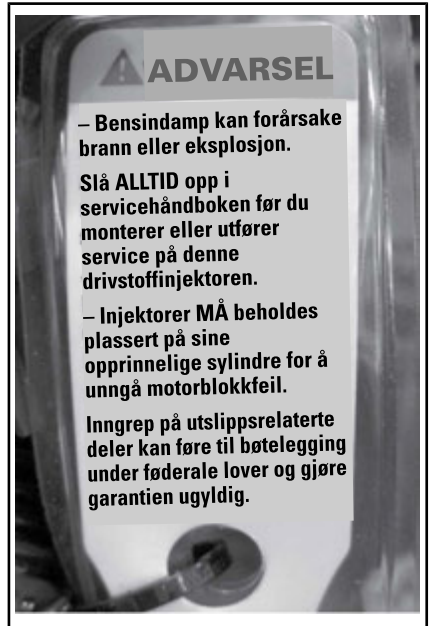 ADVARSEL
– Bensindamp kan forårsake
brann eller eksplosjon.
Slå ALLTID opp i
servicehåndboken før du
monterer eller utfører
service på denne
drivstoffinjektoren.
– Injektorer MÅ beholdes
plassert på sine
opprinnelige sylindre for å
unngå motorblokkfeil.
Inngrep på utslippsrelaterte
deler kan føre til bøtelegging
under føderale lover og gjøre
garantien ugyldig.